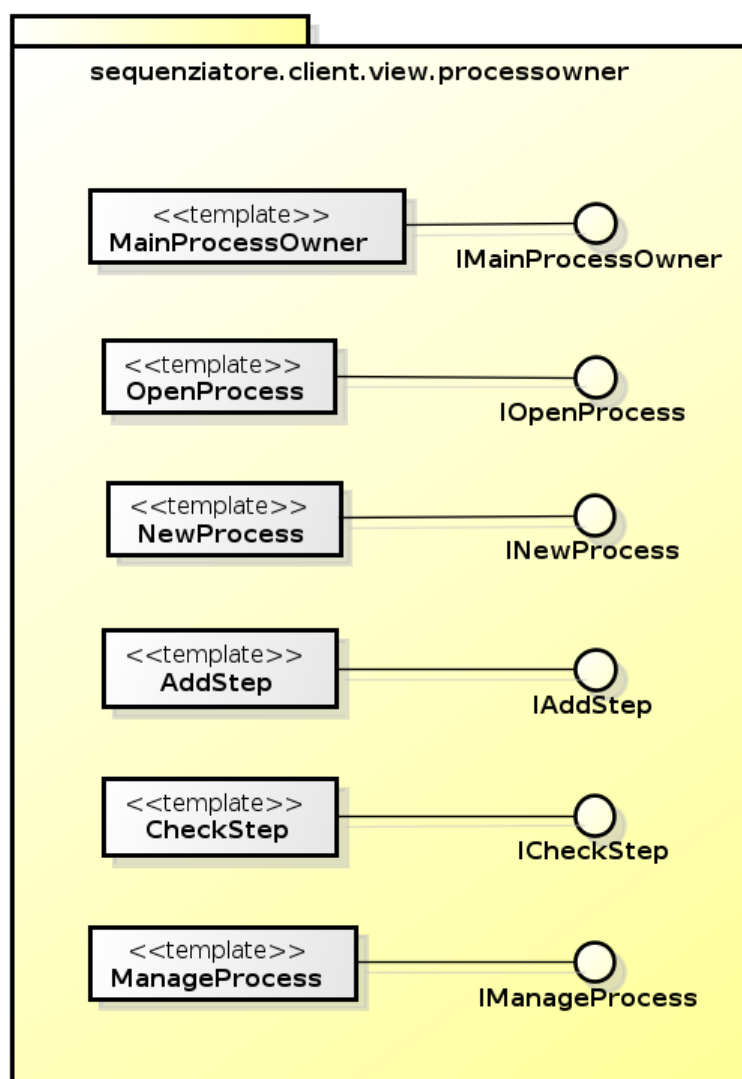 sequenziatore.client.view.processowner
<<template>>
MainProcessOwner
IMainProcessOwner
<<template>>
OpenProcess
IOpenProcess
<<template>>
NewProcess
INewProcess
<<template>>
AddStep
IAddStep
<<template>>
CheckStep
ICheckStep
<<template>>
ManageProcess
IManageProcess